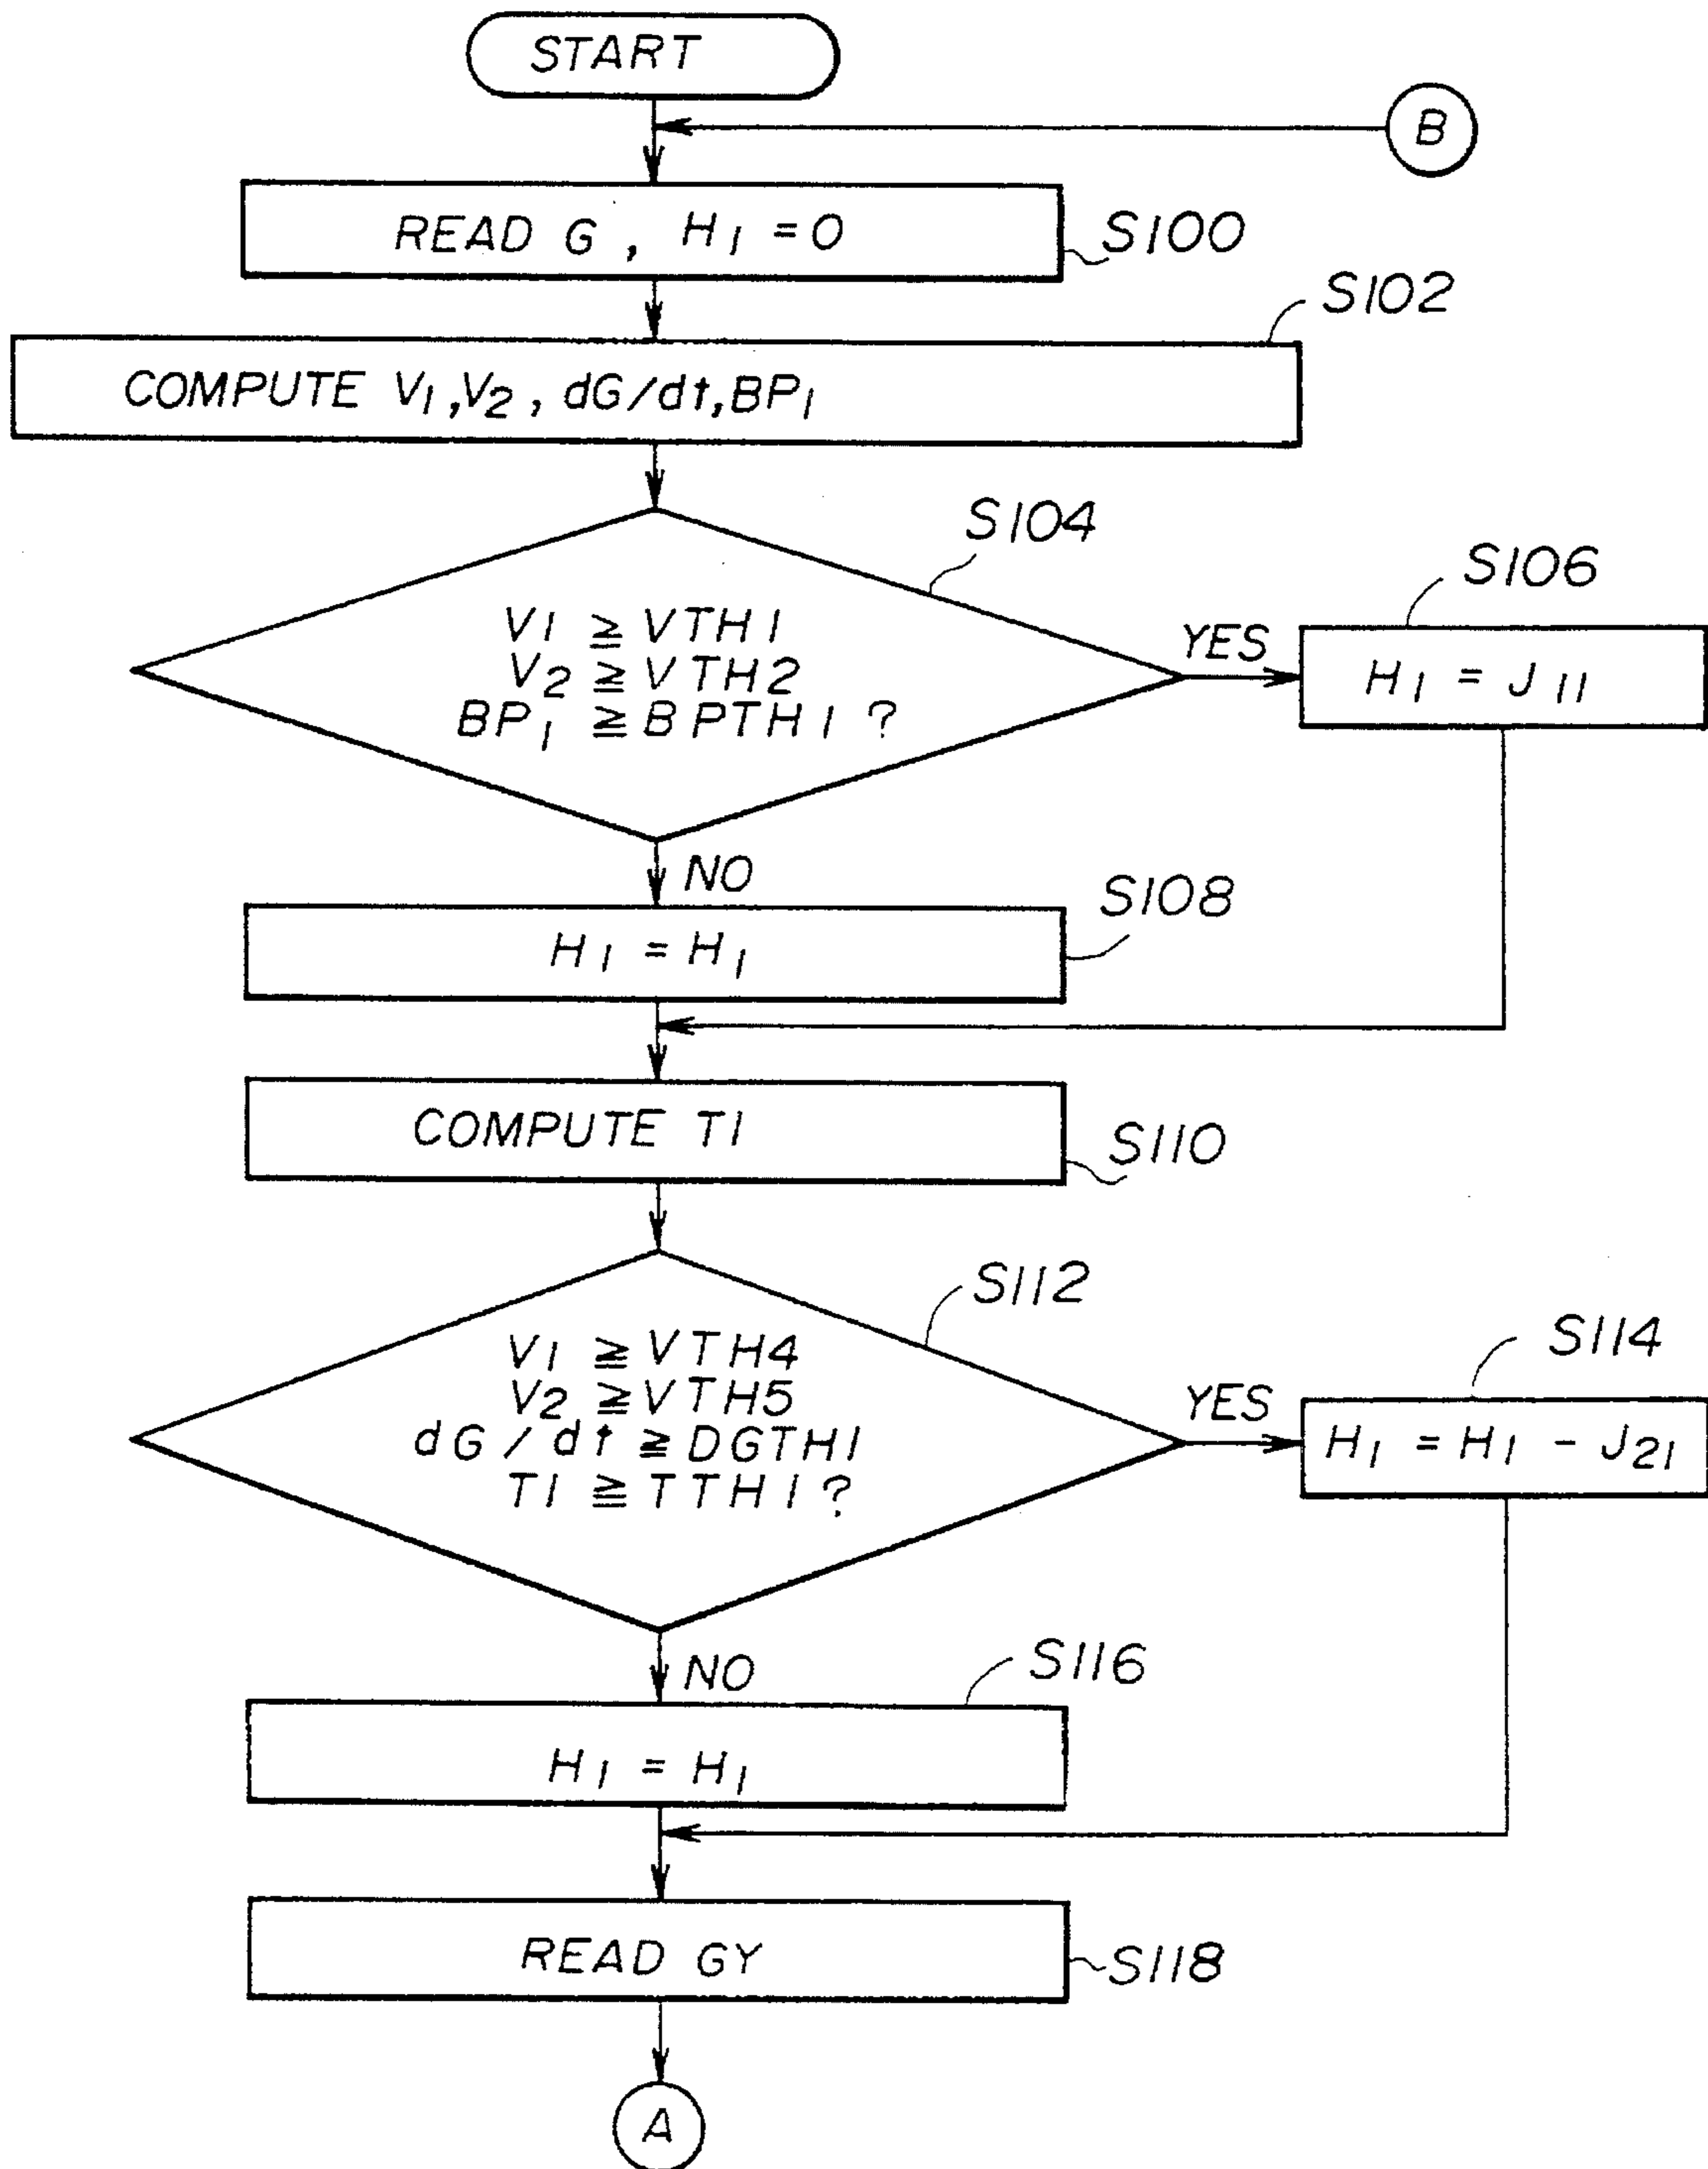 START
B
READ G, H1 = 0
S100
S102
COMPUTE V1, V2, dG/dt, BP1
S104
V1 ≧ VTH1
V2 ≧ VTH2
BP1 ≧ BPTH1 ?
YES
S106
H1 = J11
NO
S108
H1 = H1
COMPUTE T1
S110
S112
V1 ≧ VTH4
V2 ≧ VTH5
dG/dt ≧ DGTH1
T1 ≧ TTH1 ?
YES
S114
H1 = H1 - J21
NO
S116
H1 = H1
READ GY
S118
A